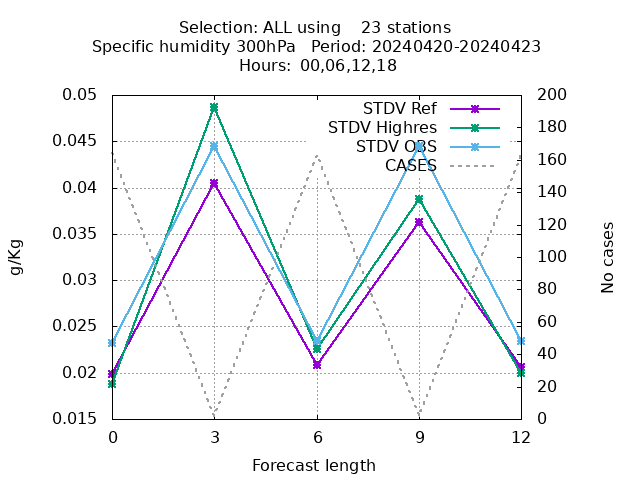 Selection: ALL using    23 stations
Specific humidity 300hPa   Period: 20240420-20240423
Hours:  00,06,12,18
0.05
0.045
0.04
0.035
0.03
0.025
0.02
0.015
g/Kg
STDV Ref
STDV Highres
STDV OBS
CASES
200
180
160
140
120
100
80
60
40
20
0
No cases
0
3
6
9
12
Forecast length